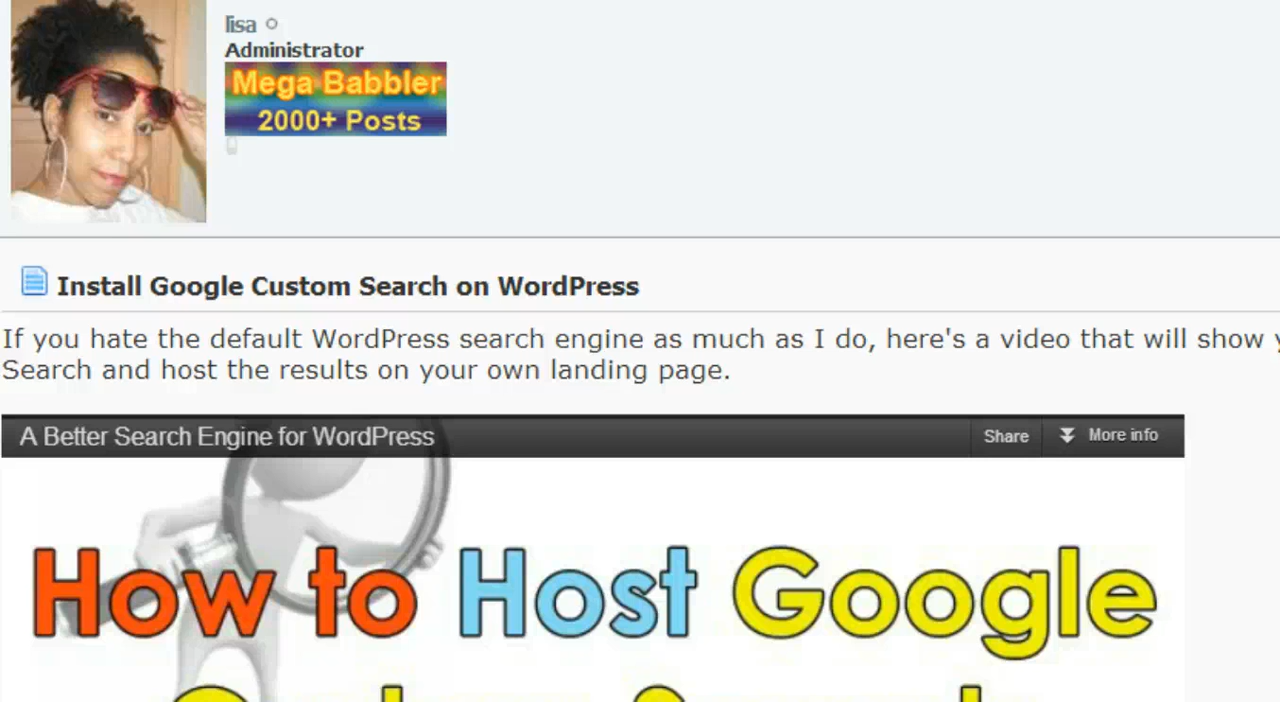 lisa
Administrator
Mega Babbler
2000+ Posts
Install Google Custom Search on WordPress
If you hate the default WordPress search engine as much as I do, here's a video that will show
Search and host the results on your own landing page.
A Better Search Engine for WordPress
Share
More info
How to Host Google